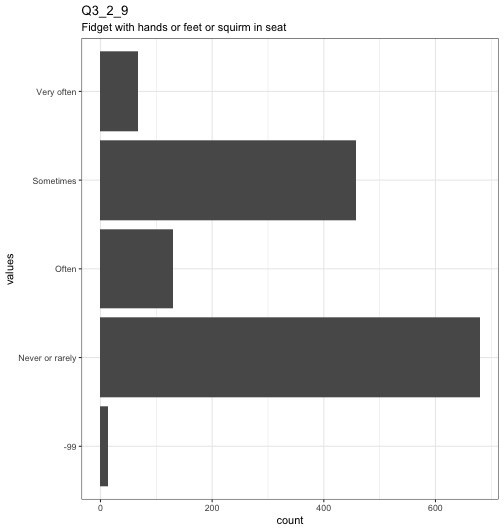 Q3_2_9
Fidget with hands or feet or squirm in seat
values
Very often
Sometimes
Often
Never or rarely
-99
0 200 400 600
count